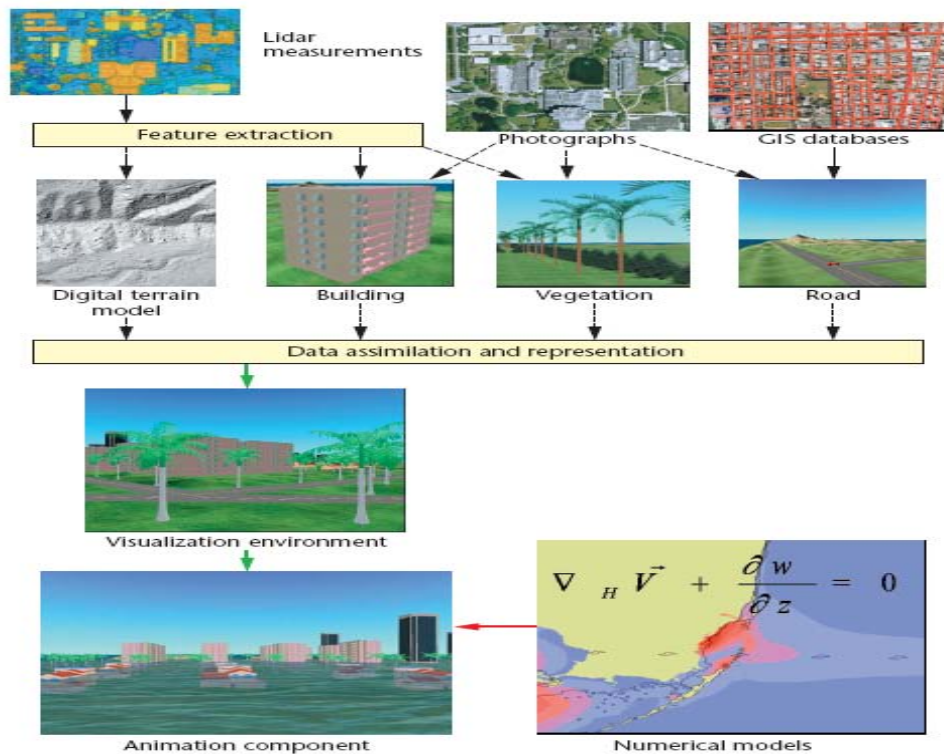 Lidar
measurements
Feature extraction
Photographs
GIS databases
Digital terrain
model
Building
Vegetation
Road
Data assimilation and representation
Visualization environment
∇ H V⃗ + ∂ w / ∂ z = 0
Animation component
Numerical models